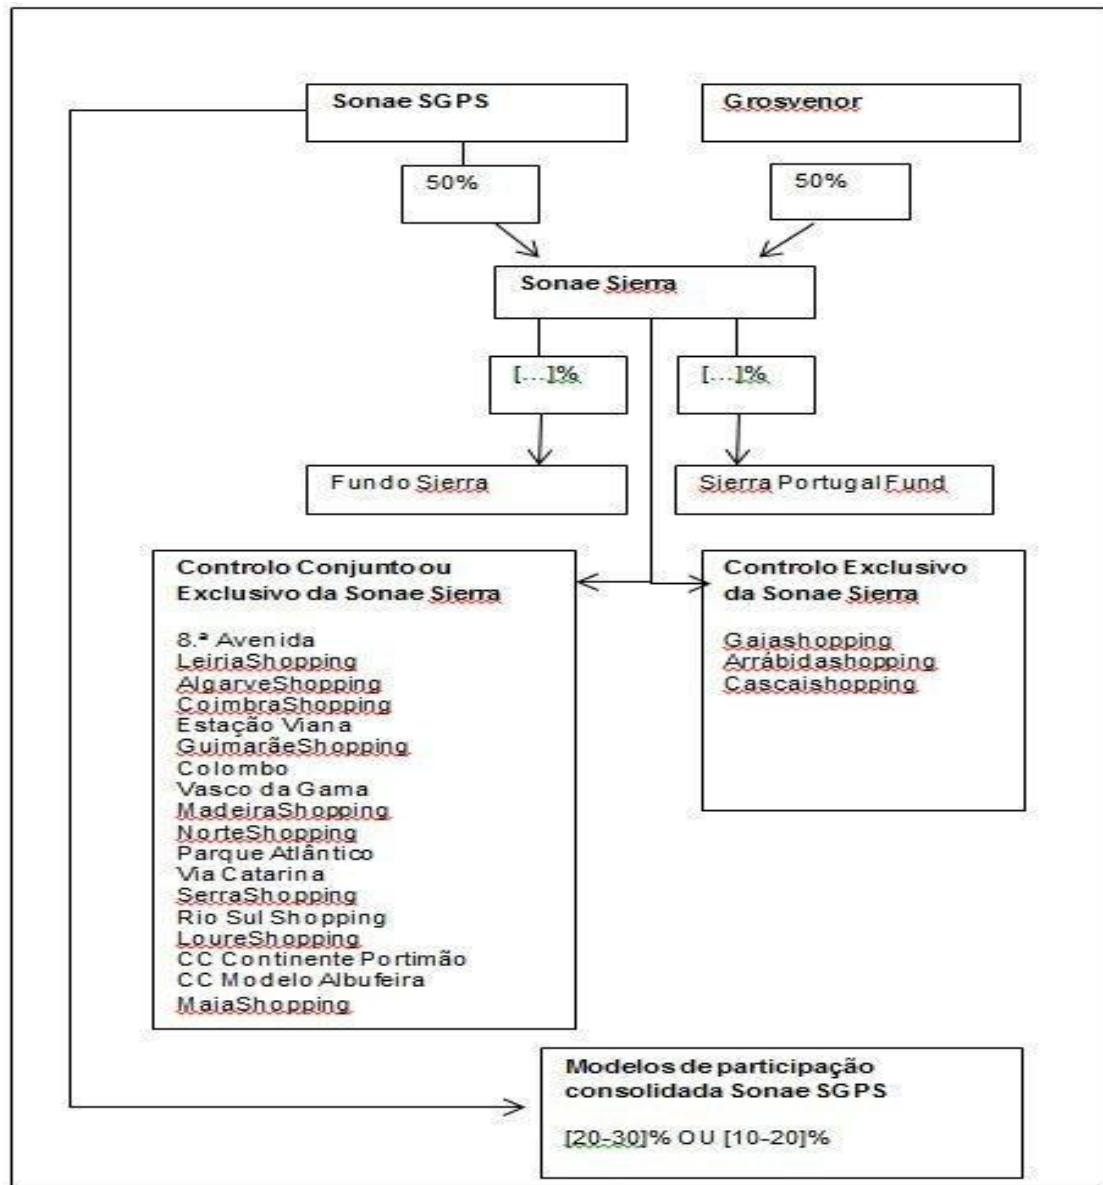 Sonae SGPS
Grosvenor
50%
50%
Sonae Sierra
[...]%
[...]%
Fundo Sierra
Sierra Portugal Fund
Controlo Conjunto ou
Exclusivo da Sonae Sierra
8.ª Avenida
LeiriaShopping
AlgarveShopping
CoimbraShopping
Estação Viana
GuimarãeShopping
Colombo
Vasco da Gama
MadeiraShopping
NorteShopping
Parque Atlântico
Via Catarina
SerraShopping
Rio Sul Shopping
LoureShopping
CC Continente Portimão
CC Modelo Albufeira
MaiaShopping
Controlo Exclusivo
da Sonae Sierra
Gaiashopping
Arrábidashopping
Cascaishopping
Modelos de participação
consolidada Sonae SGPS
[20-30]% OU [10-20]%